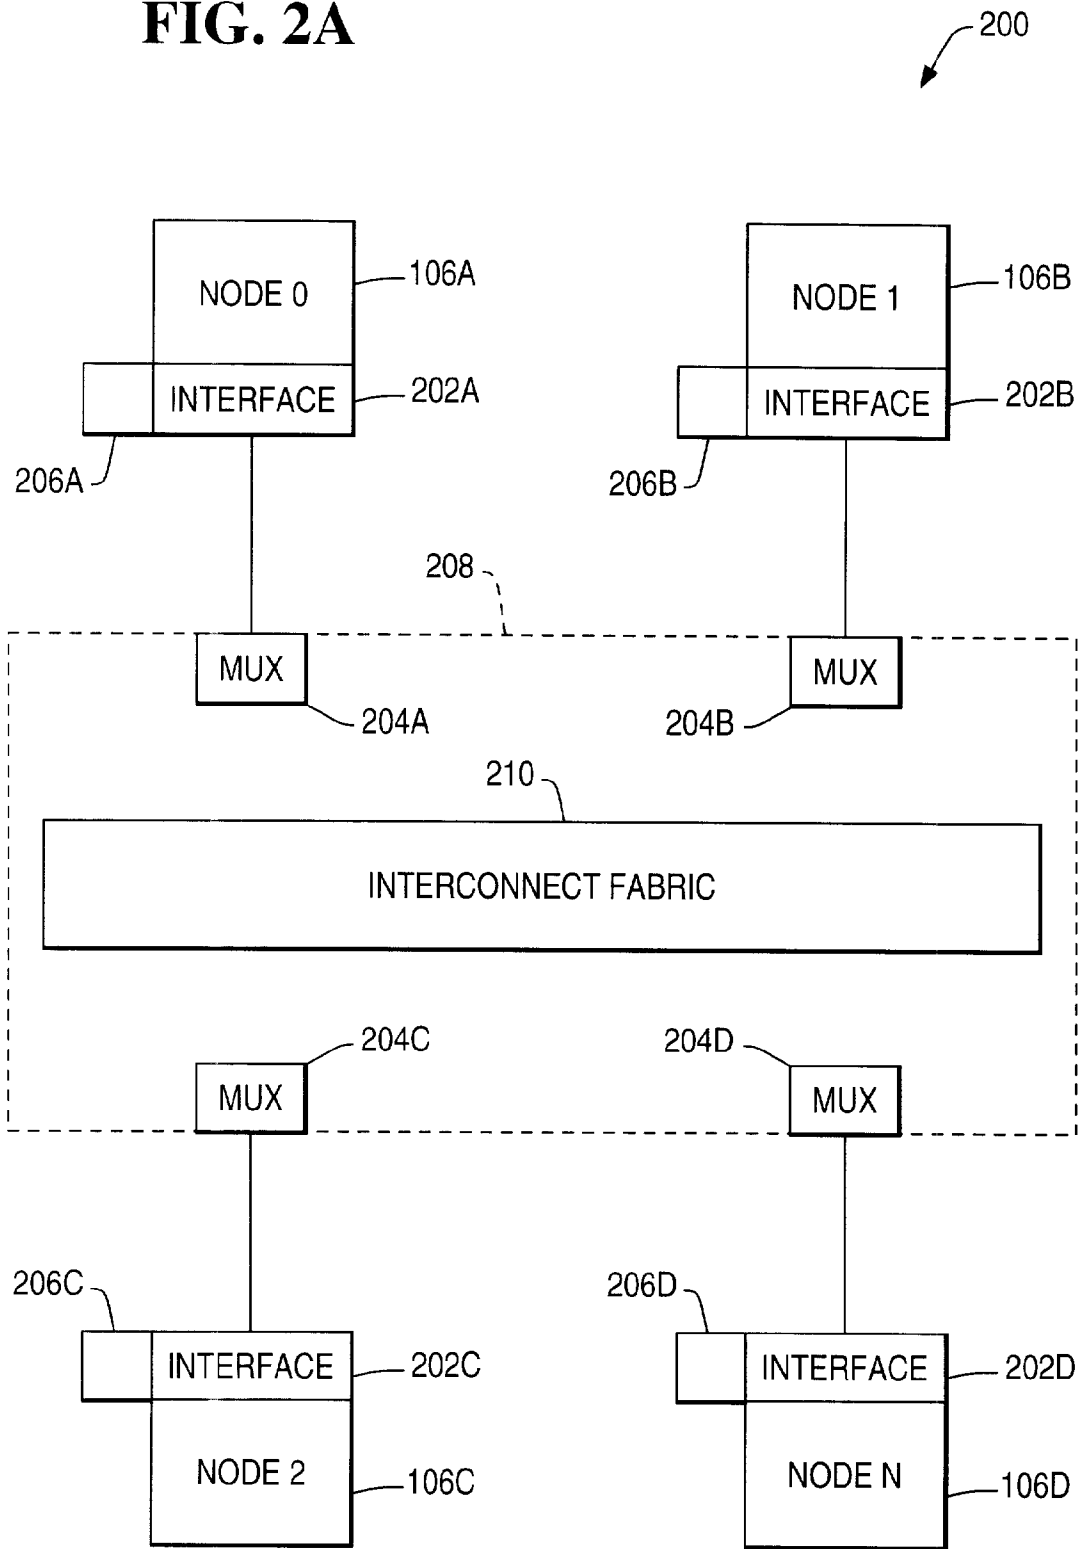 FIG. 2A
200
NODE 0
106A
NODE 1
106B
INTERFACE
202A
INTERFACE
202B
206A
206B
208
MUX
MUX
204A
204B
210
INTERCONNECT FABRIC
204C
204D
MUX
MUX
206C
206D
INTERFACE
202C
INTERFACE
202D
NODE 2
106C
NODE N
106D